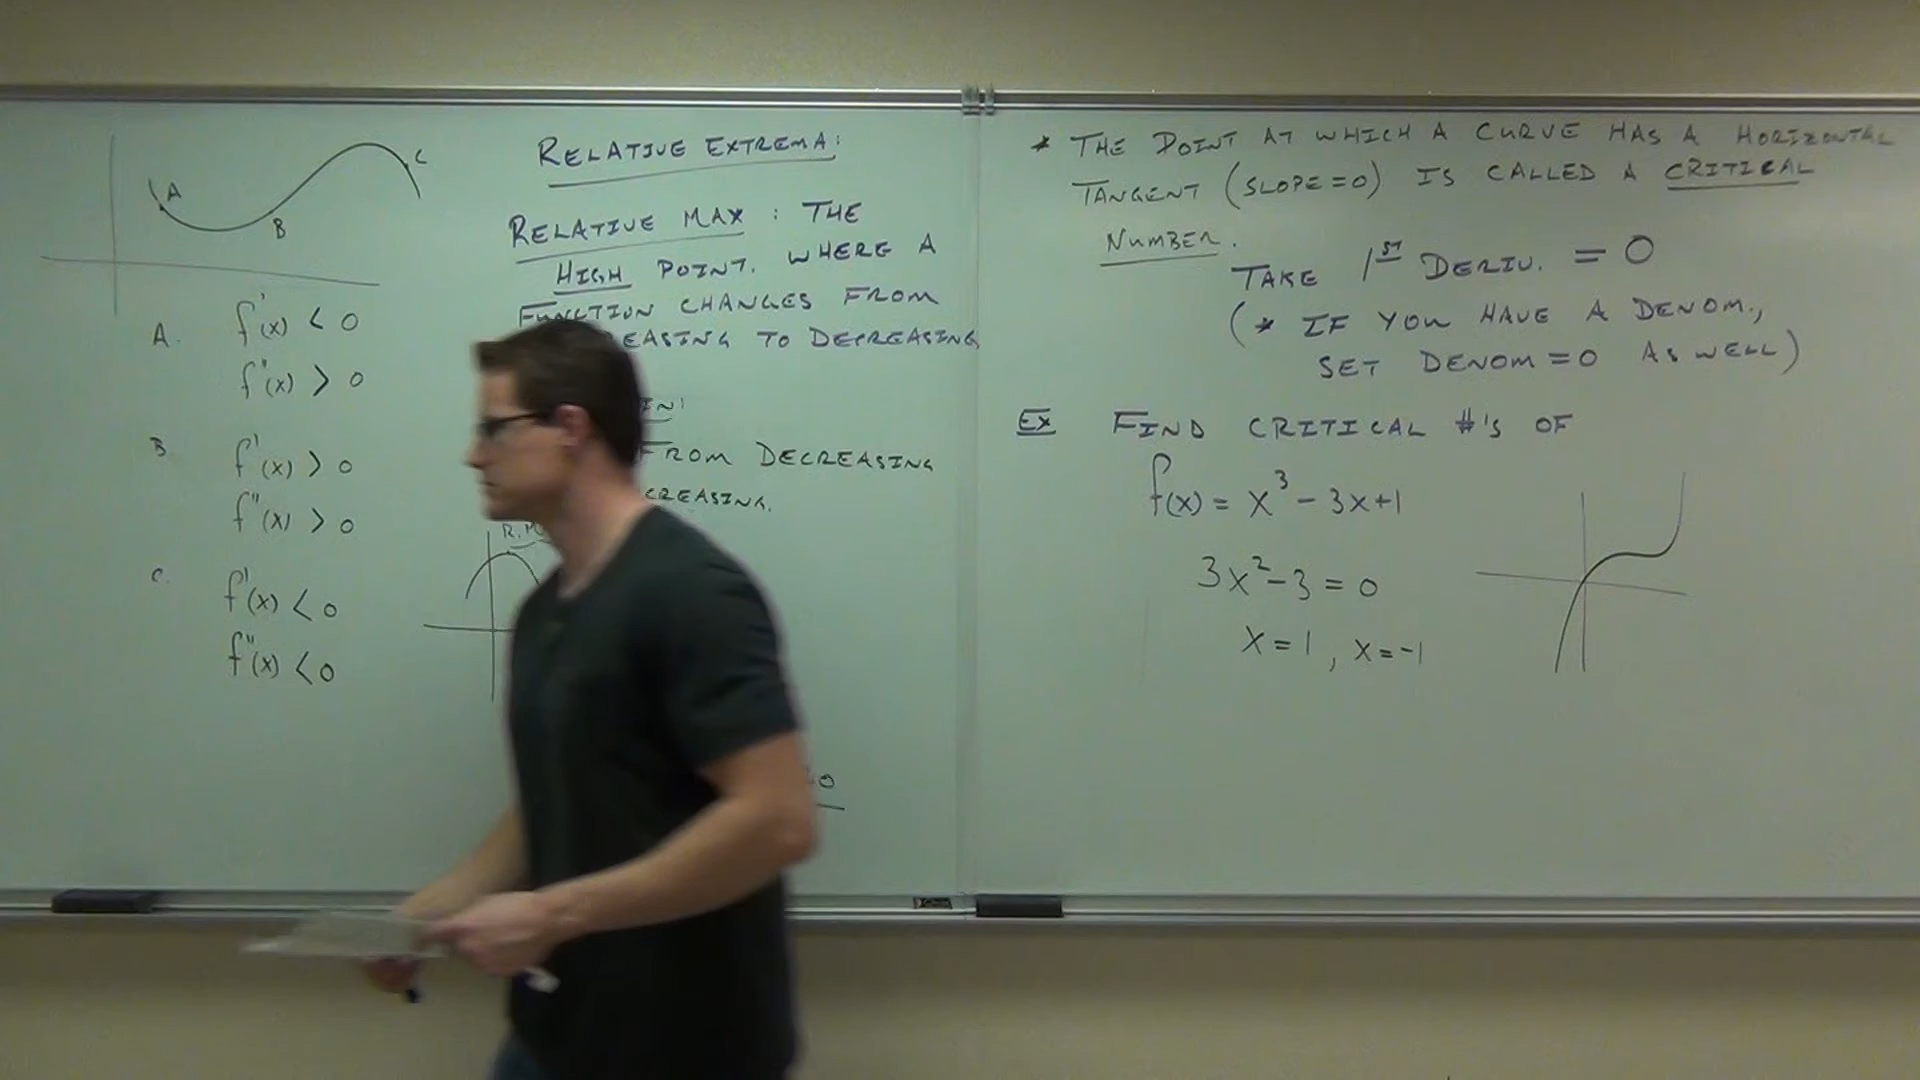 A
B
C
A. f'(x) < 0
f"(x) > 0
B. f'(x) > 0
f"(x) > 0
C. f'(x) < 0
f"(x) < 0
RELATIVE EXTREMA:
RELATIVE MAX : THE
HIGH POINT. WHERE A
FUNCTION CHANGES FROM
EASING TO DECREASING
IN:
FROM DECREASING
CREASING.
R.M
0
* THE POINT AT WHICH A CURVE HAS A HORIZONTAL
TANGENT (SLOPE=0) IS CALLED A CRITICAL
NUMBER.
TAKE 1ST DERIV. = 0
(* IF YOU HAVE A DENOM.,
SET DENOM = 0 AS WELL)
EX FIND CRITICAL #'S OF
f(x) = x³ - 3x+1
3x² - 3 = 0
x = 1 , x = -1